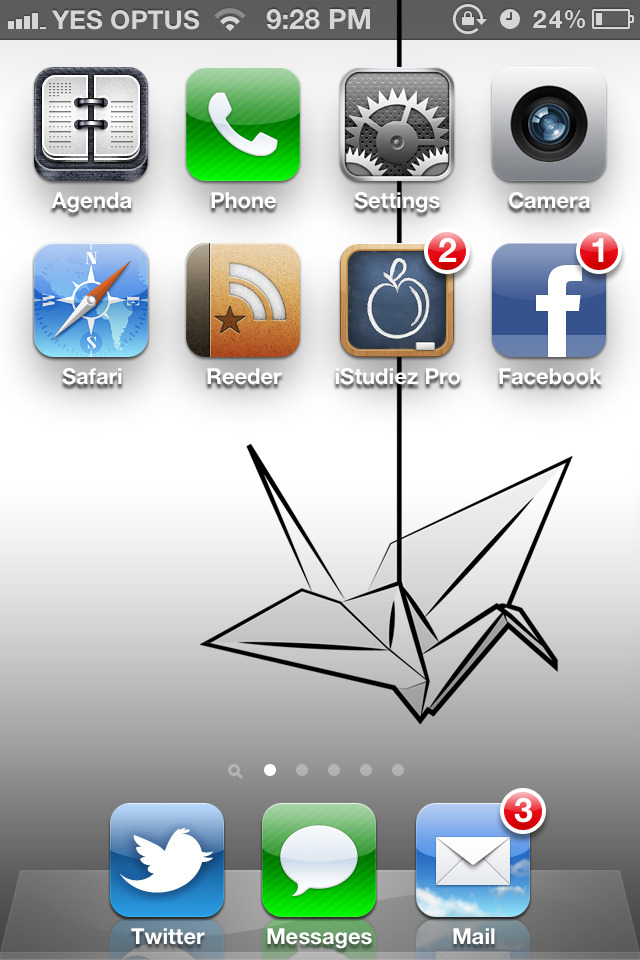 YES OPTUS 9:28 PM 24%
Agenda Phone Settings Camera
2 1
N
W E
S
f
Safari Reeder iStudiez Pro Facebook
3
Twitter Messages Mail